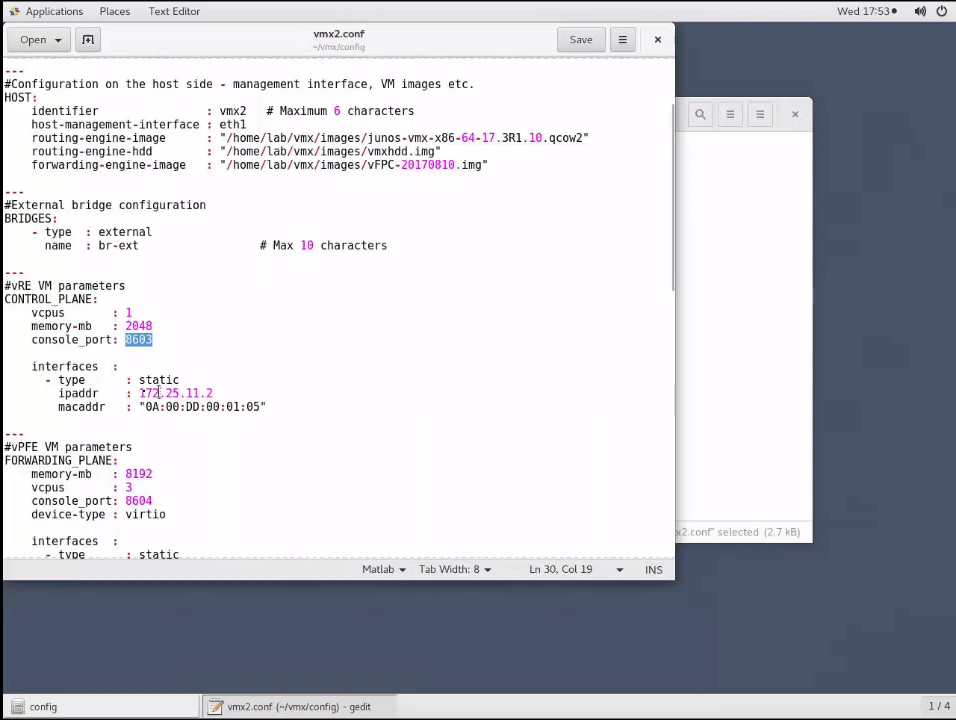 Applications Places Text Editor Wed 17:53
Open vmx2.conf Save
~/vmx/config
---
#Configuration on the host side - management interface, VM images etc.
HOST:
identifier : vmx2 # Maximum 6 characters
host-management-interface : eth1
routing-engine-image : "/home/lab/vmx/images/junos-vmx-x86-64-17.3R1.10.qcow2"
routing-engine-hdd : "/home/lab/vmx/images/vmxhdd.img"
forwarding-engine-image : "/home/lab/vmx/images/vFPC-20170810.img"
---
#External bridge configuration
BRIDGES:
- type : external
name : br-ext # Max 10 characters
---
#vRE VM parameters
CONTROL_PLANE:
vcpus : 1
memory-mb : 2048
console_port: 8603
interfaces :
- type : static
ipaddr : 172.25.11.2
macaddr : "0A:00:DD:00:01:05"
---
#vPFE VM parameters
FORWARDING_PLANE:
memory-mb : 8192
vcpus : 3
console_port: 8604
device-type : virtio
interfaces :
- type : static
x2.conf" selected (2.7 kB)
Matlab Tab Width: 8 Ln 30, Col 19 INS
config vmx2.conf (~/vmx/config) - gedit 1 / 4